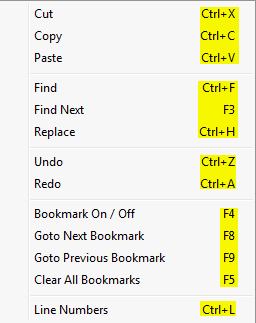 Cut Ctrl+X
Copy Ctrl+C
Paste Ctrl+V
Find Ctrl+F
Find Next F3
Replace Ctrl+H
Undo Ctrl+Z
Redo Ctrl+A
Bookmark On / Off F4
Goto Next Bookmark F8
Goto Previous Bookmark F9
Clear All Bookmarks F5
Line Numbers Ctrl+L